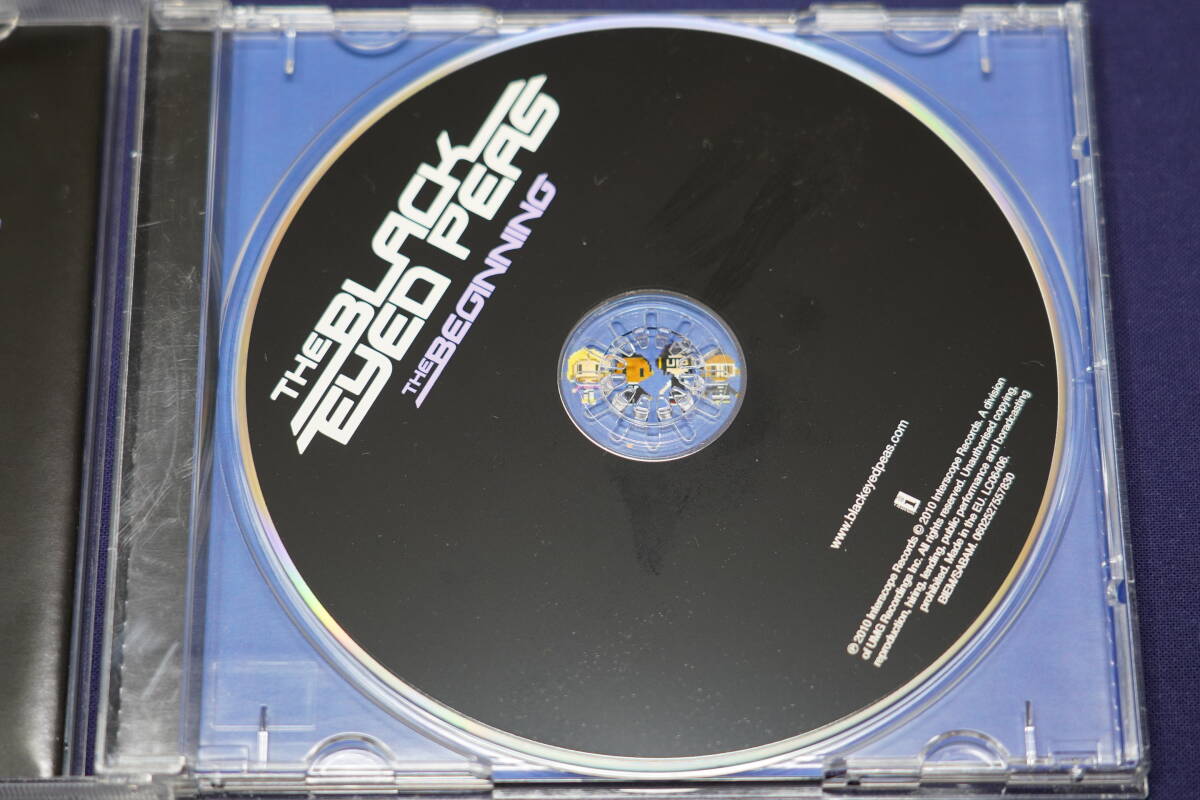 THE BLACK
EYED PEAS
THE BEGINNING
www.blackeyedpeas.com
i
℗ 2010 Interscope Records © 2010 Interscope Records. A division
of UMG Recordings Inc. All rights reserved. Unauthorised copying,
reproduction, hiring, lending, public performance and boradcasting
prohibited. Made in the EU. LC06406.
BIEM/SABAM. 0602527557830